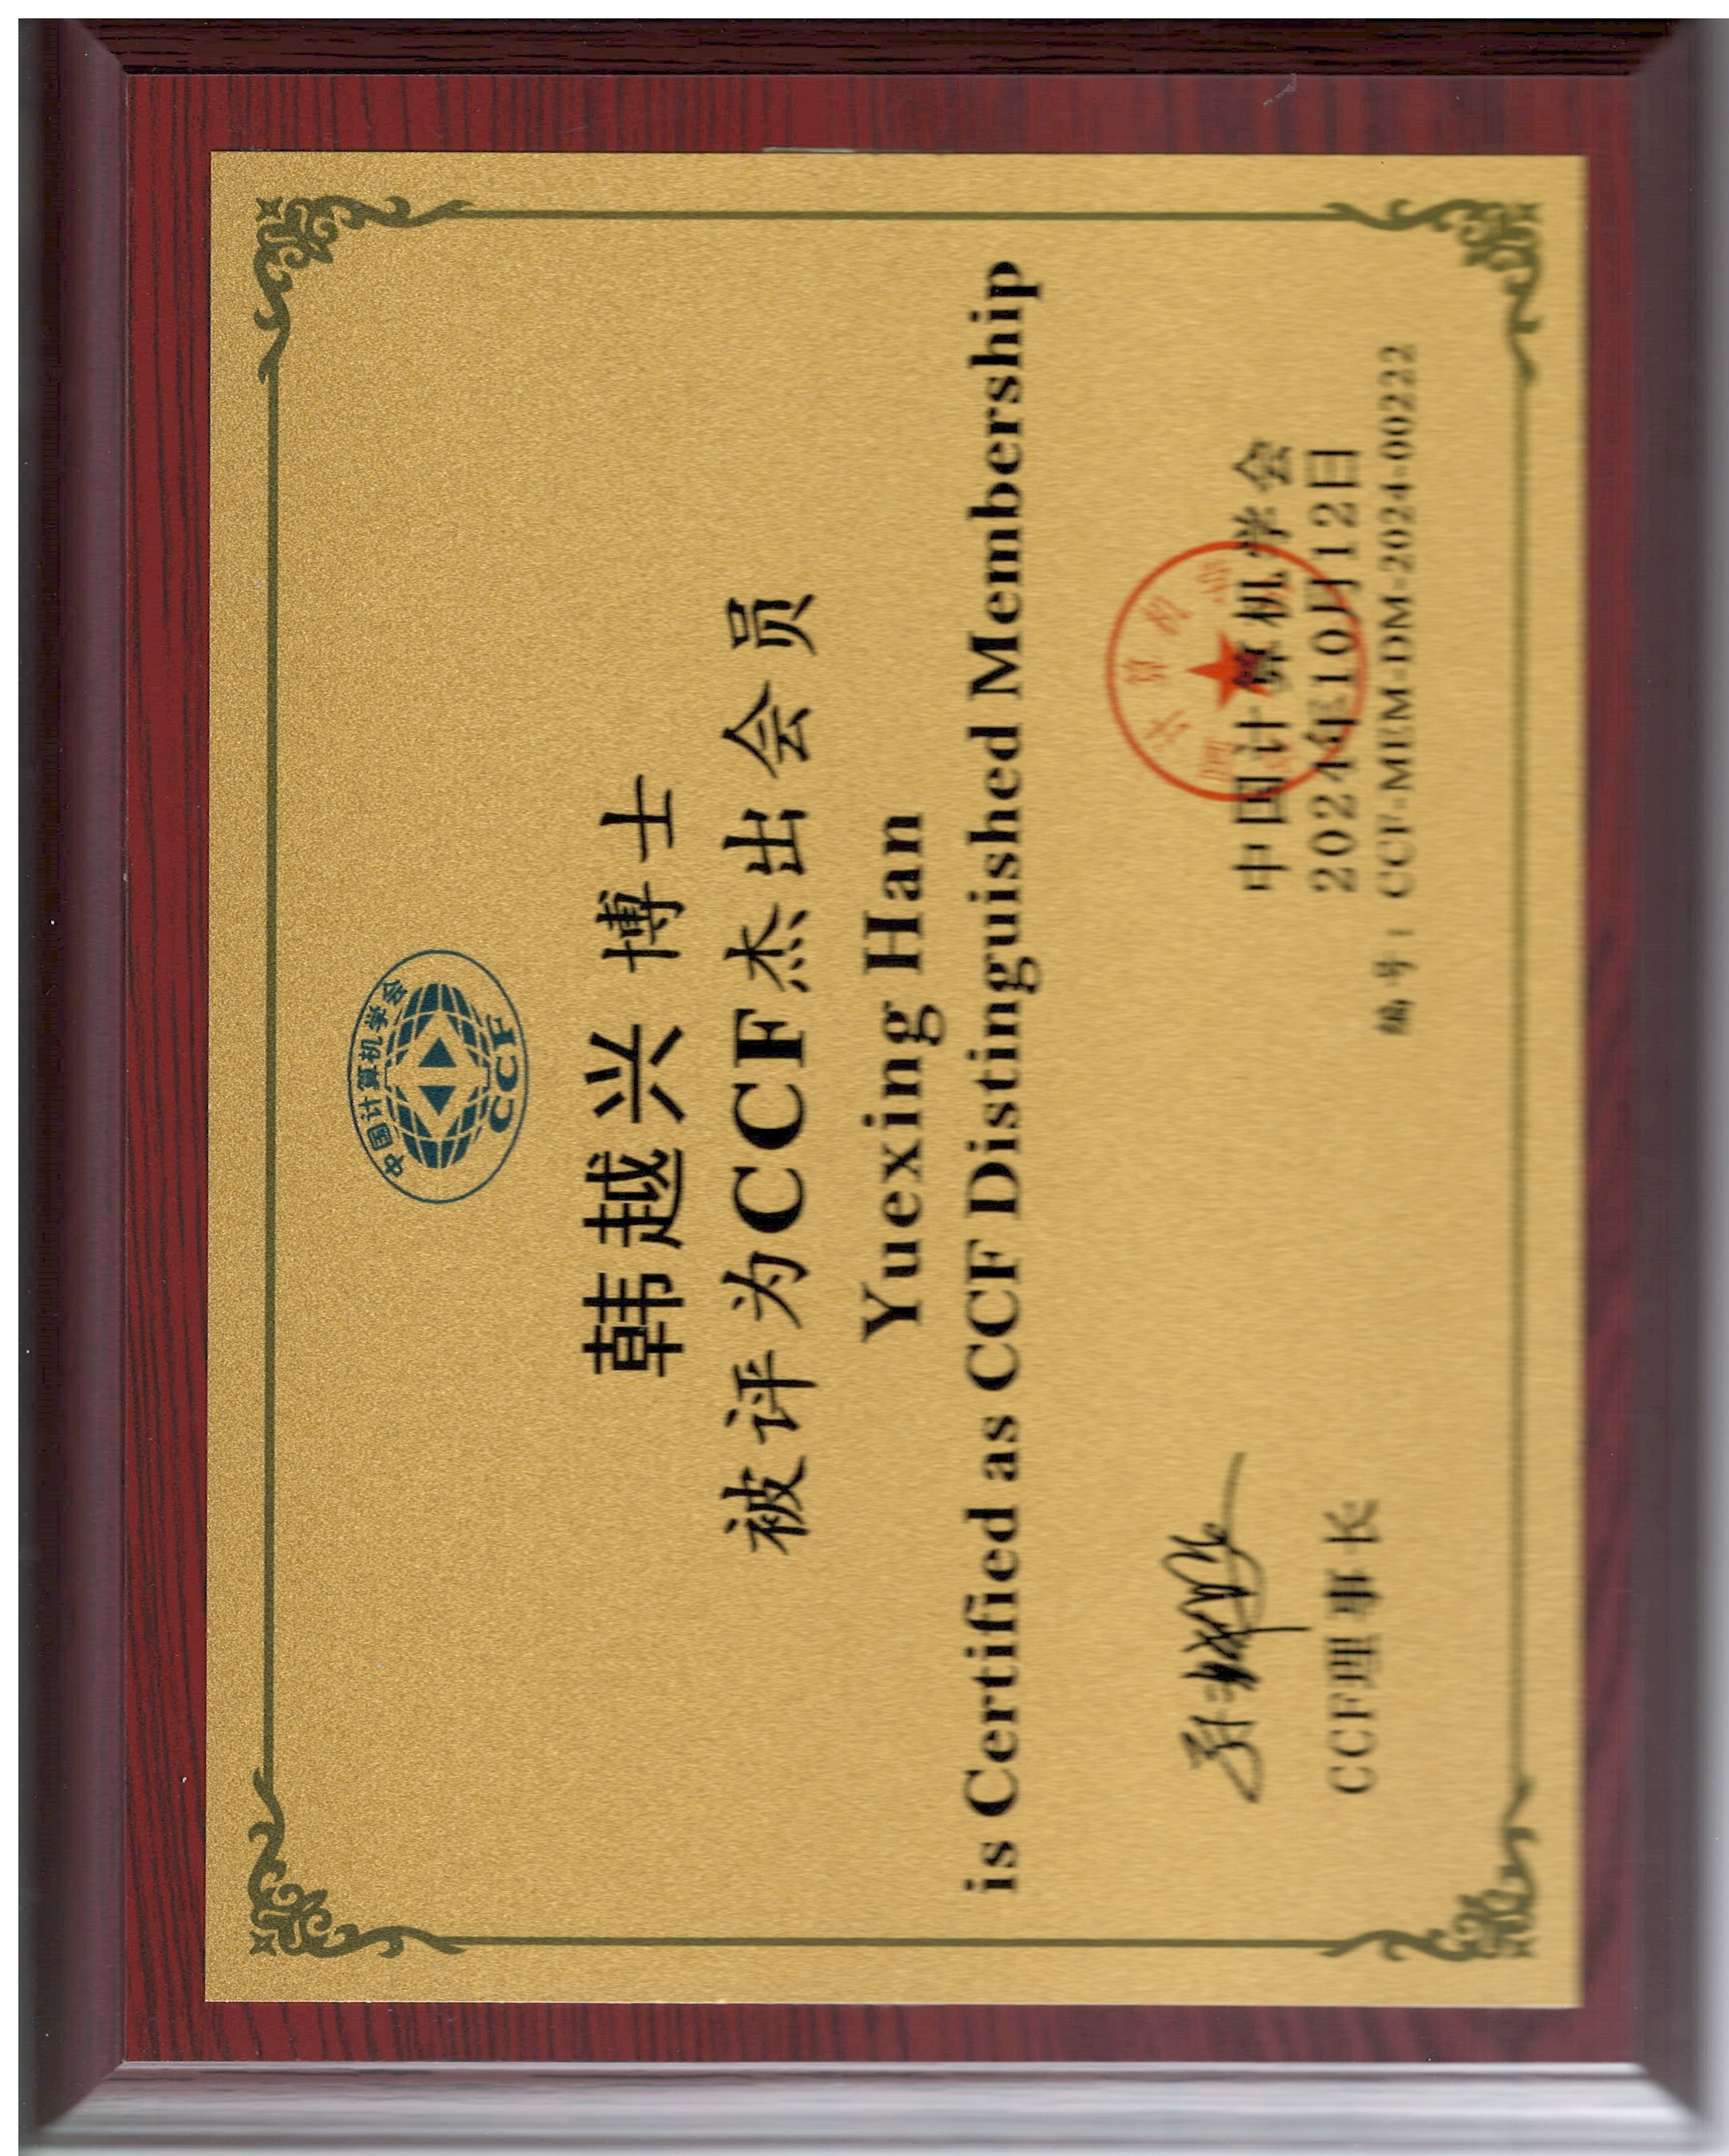 中国计算机学会
CCF
韩越兴 博士
被评为CCF杰出会员
Yuexing Han
is Certified as CCF Distinguished Membership
CCF理事长
中国计算机学会
2024年10月12日
编号：CCF-MEM-DM-2024-00222